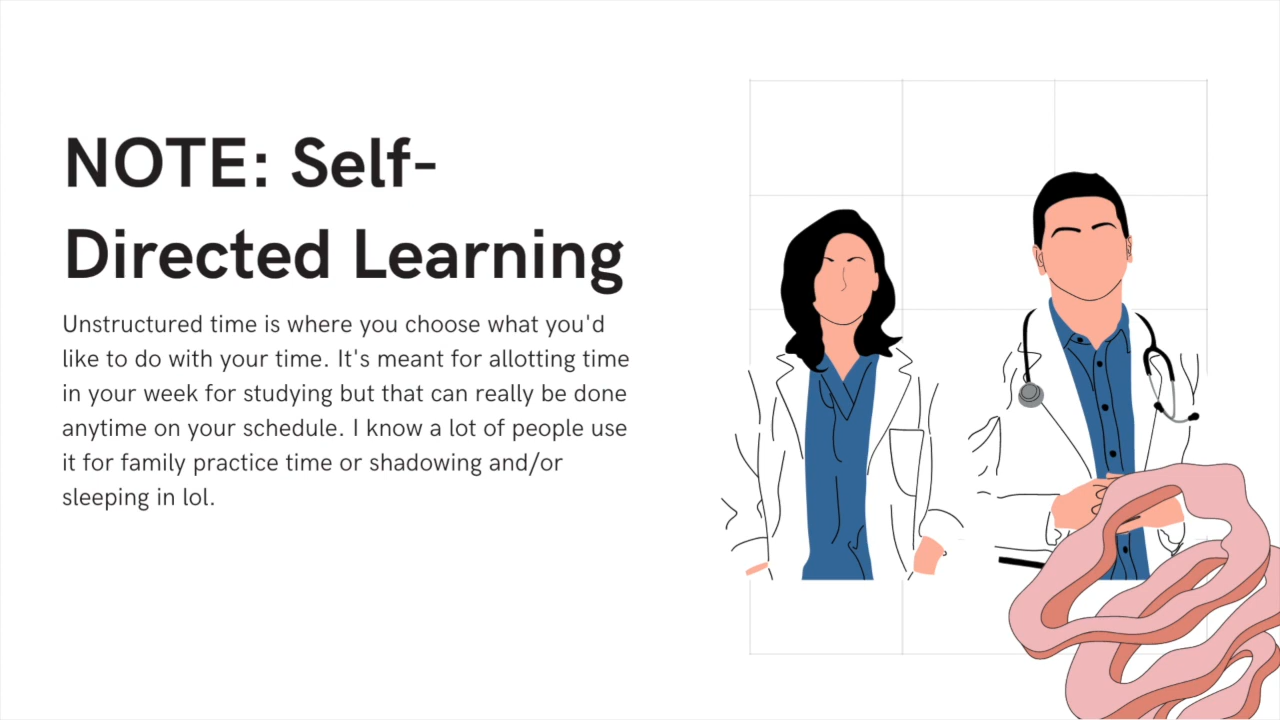 NOTE: Self-
Directed Learning
Unstructured time is where you choose what you'd
like to do with your time. It's meant for allotting time
in your week for studying but that can really be done
anytime on your schedule. I know a lot of people use
it for family practice time or shadowing and/or
sleeping in lol.